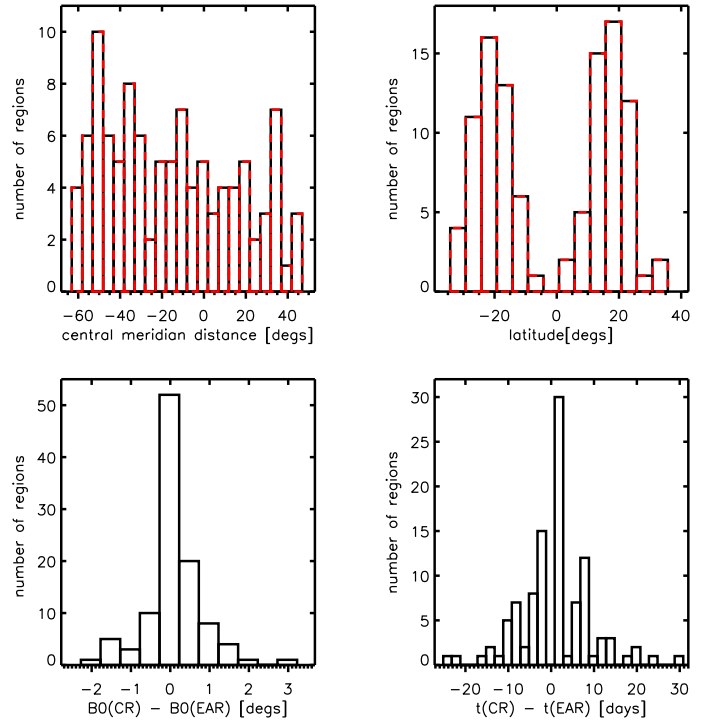 10
8
6
4
2
0
number of regions
−60 −40 −20 0 20 40
central meridian distance [degs]
15
10
5
0
number of regions
−20 0 20 40
latitude[degs]
50
40
30
20
10
0
number of regions
−2 −1 0 1 2 3
B0(CR) − B0(EAR) [degs]
30
25
20
15
10
5
0
number of regions
−20 −10 0 10 20 30
t(CR) − t(EAR) [days]